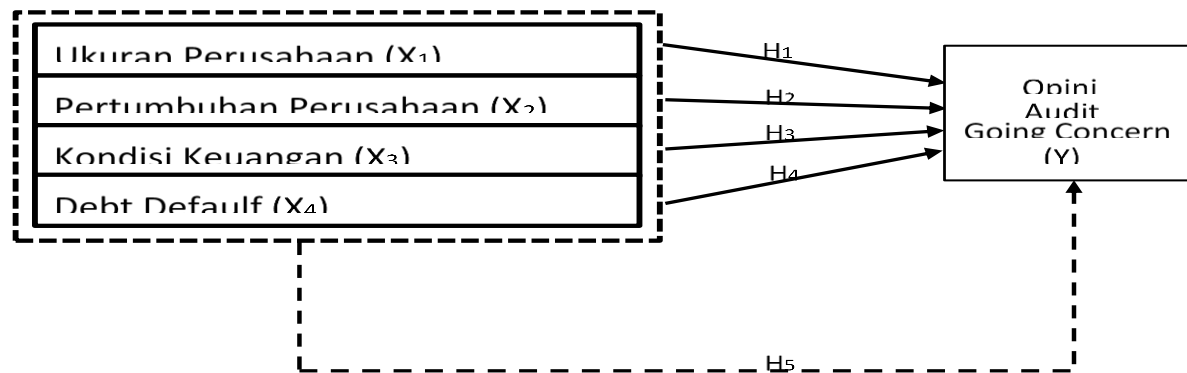 Ukuran Perusahaan (X₁)
Pertumbuhan Perusahaan (X₂)
Kondisi Keuangan (X₃)
Debt Defaulf (X₄)
H₁
H₂
H₃
H₄
Opini
Audit
Going Concern
(Y)
H₅